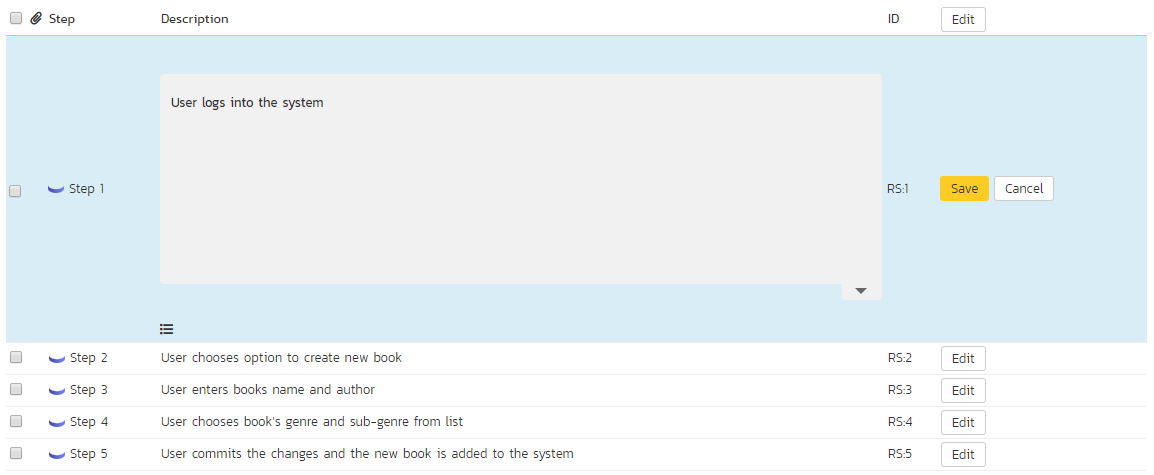 Step Description ID Edit
User logs into the system
Step 1 RS:1 Save Cancel
Step 2 User chooses option to create new book RS:2 Edit
Step 3 User enters books name and author RS:3 Edit
Step 4 User chooses book's genre and sub-genre from list RS:4 Edit
Step 5 User commits the changes and the new book is added to the system RS:5 Edit